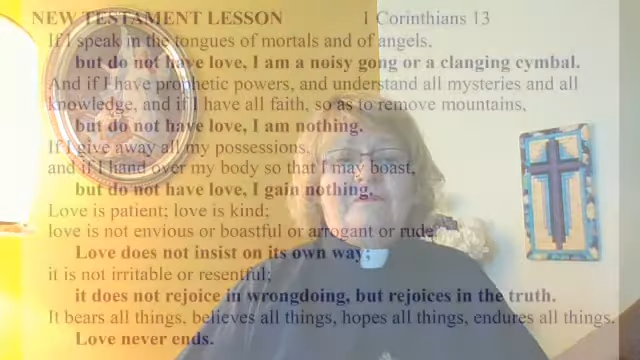 NEW TESTAMENT LESSON 1 Corinthians 13
If I speak in the tongues of mortals and of angels,
but do not have love, I am a noisy gong or a clanging cymbal.
And if I have prophetic powers, and understand all mysteries and all
knowledge, and if I have all faith, so as to remove mountains,
but do not have love, I am nothing.
If I give away all my possessions,
and if I hand over my body so that I may boast,
but do not have love, I gain nothing.
Love is patient; love is kind;
love is not envious or boastful or arrogant or rude.
Love does not insist on its own way;
it is not irritable or resentful;
it does not rejoice in wrongdoing, but rejoices in the truth.
It bears all things, believes all things, hopes all things, endures all things.
Love never ends.